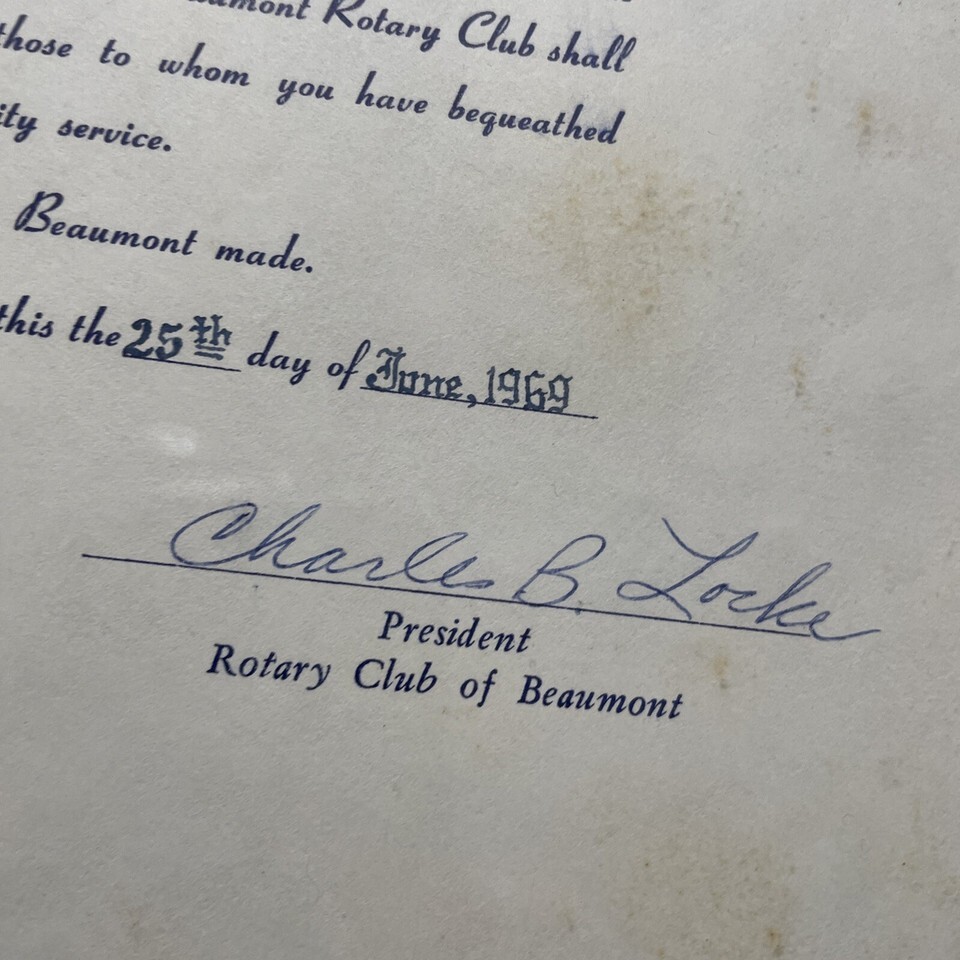 Rotary Club shall
those to whom you have bequeathed
service.
Beaumont made.
this the 25th day of June, 1969
Charles B. Locke
President
Rotary Club of Beaumont